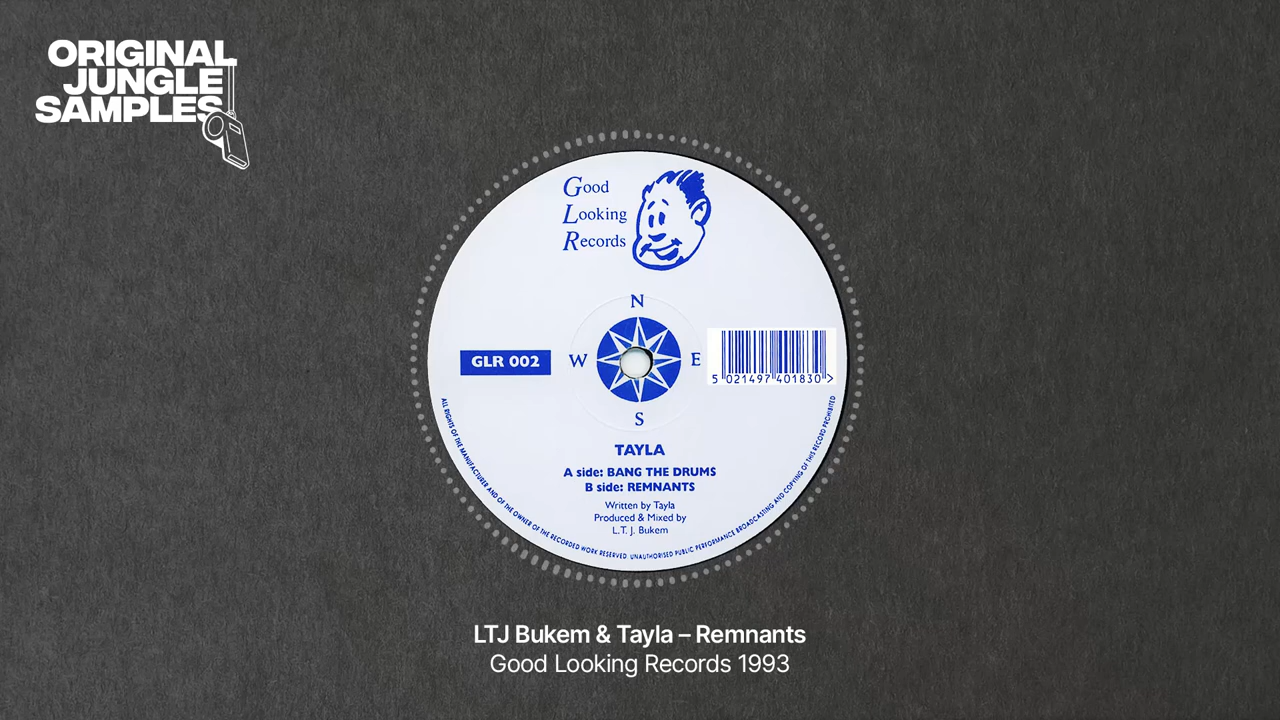 ORIGINAL
JUNGLE
SAMPLES
Good
Looking
Records
N
GLR 002
W
E
5 021497 401830 >
S
TAYLA
A side: BANG THE DRUMS
B side: REMNANTS
Written by Tayla
Produced & Mixed by
L.T. J. Bukem
ALL RIGHTS OF THE MANUFACTURER AND OF THE OWNER OF THE RECORDED WORK RESERVED. UNAUTHORISED PUBLIC PERFORMANCE BROADCASTING AND COPYING OF THIS RECORD PROHIBITED
LTJ Bukem & Tayla – Remnants
Good Looking Records 1993